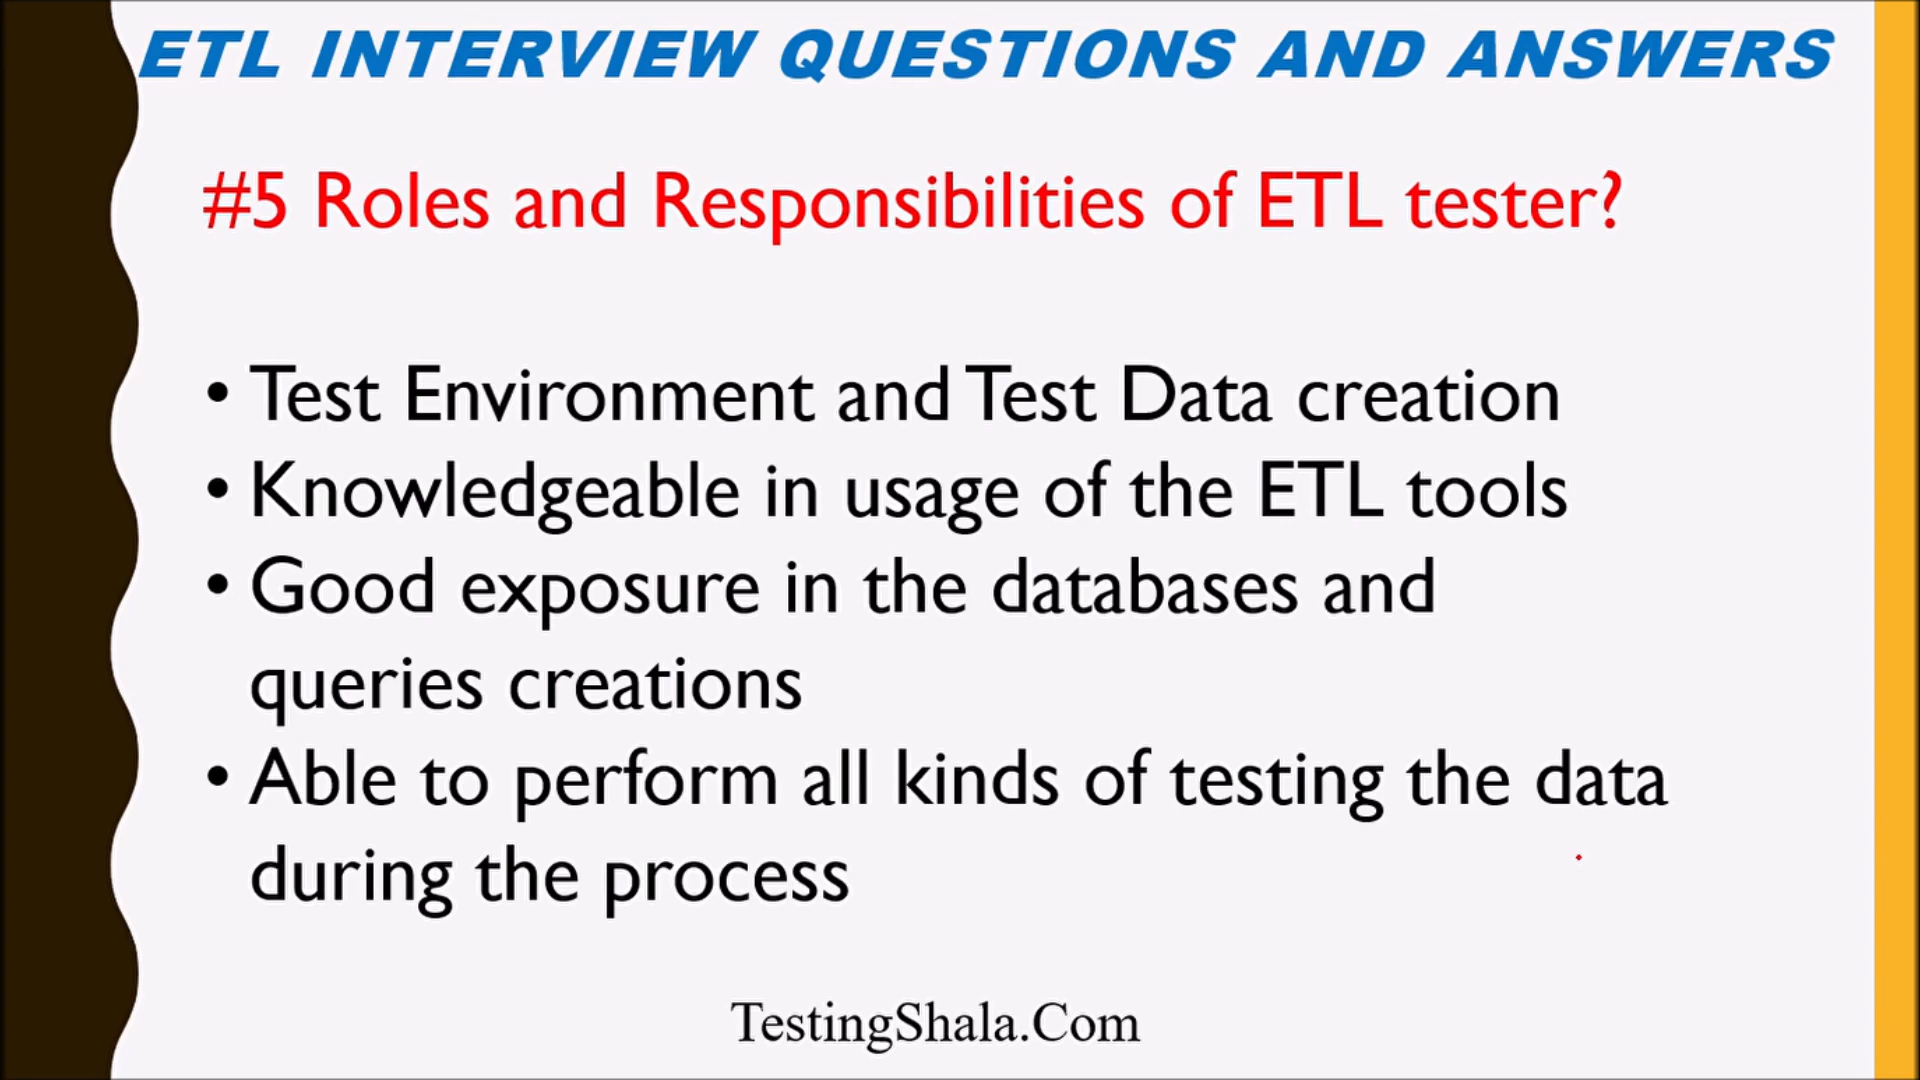 ETL INTERVIEW QUESTIONS AND ANSWERS
#5 Roles and Responsibilities of ETL tester?
• Test Environment and Test Data creation
• Knowledgeable in usage of the ETL tools
• Good exposure in the databases and
queries creations
• Able to perform all kinds of testing the data
during the process
TestingShala.Com